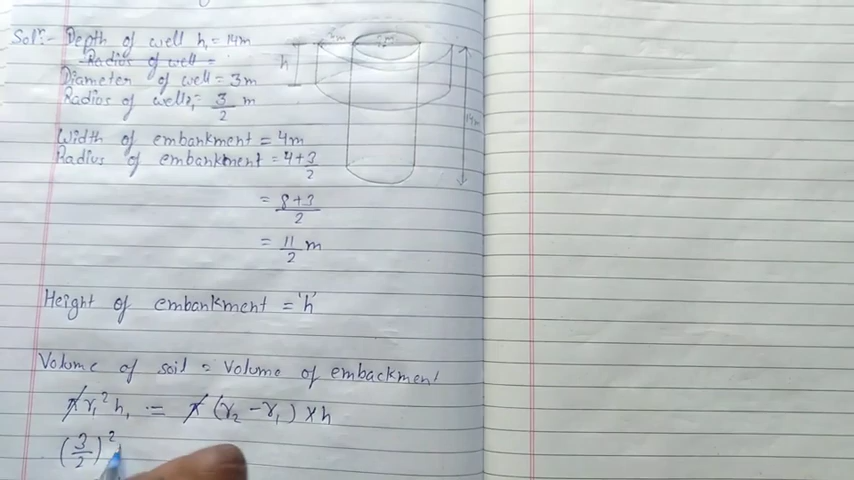 Solⁿ:- Depth of well h₁ = 14m
Radius of well =
Diameter of well = 3m
Radius of well r₁ = 3/2 m
Width of embankment = 4m
Radius of embankment = 4 + 3/2
= 8+3/2
= 11/2 m
Height of embankment = 'h'
Volume of soil = Volume of embackment
π r₁² h₁ = π (r₂ - r₁) × h
(3/2)²
h
14m